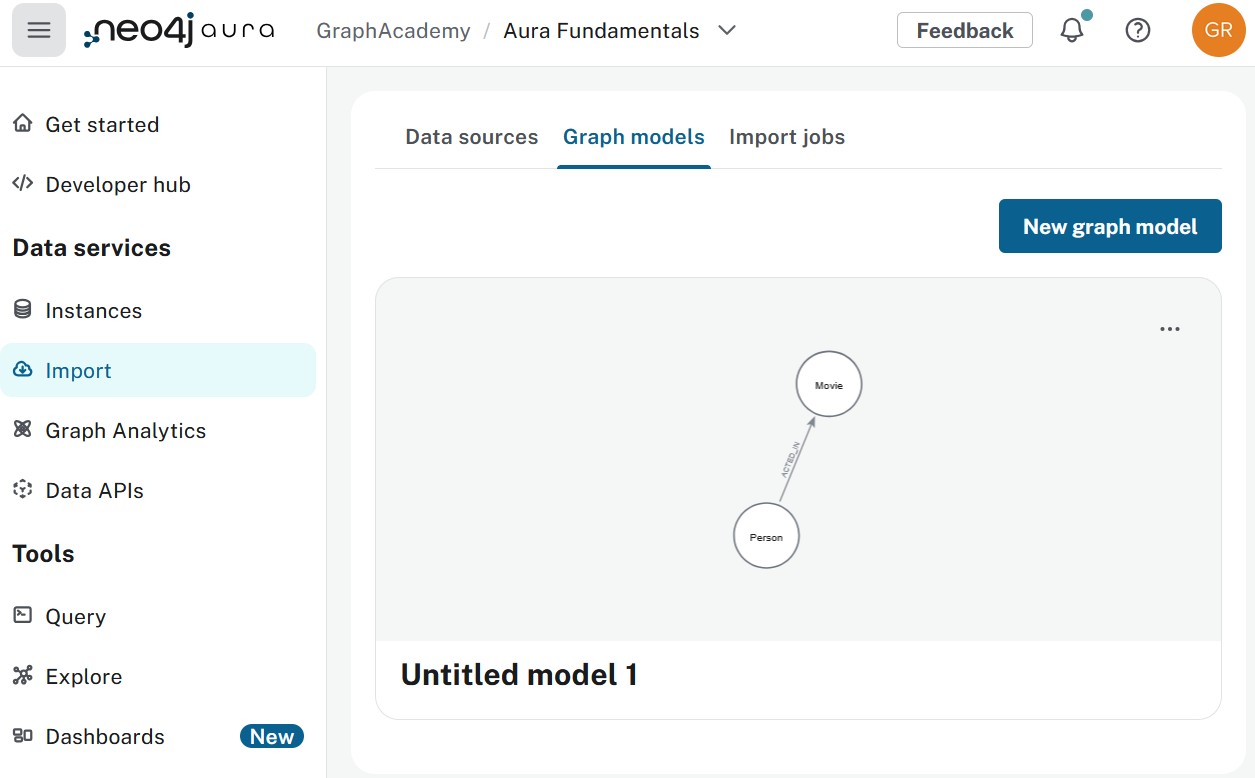 neo4j aura
GraphAcademy / Aura Fundamentals
Feedback
GR
Get started
Developer hub
Data services
Instances
Import
Graph Analytics
Data APIs
Tools
Query
Explore
Dashboards
New
Data sources
Graph models
Import jobs
New graph model
Movie
ACTED_IN
Person
Untitled model 1